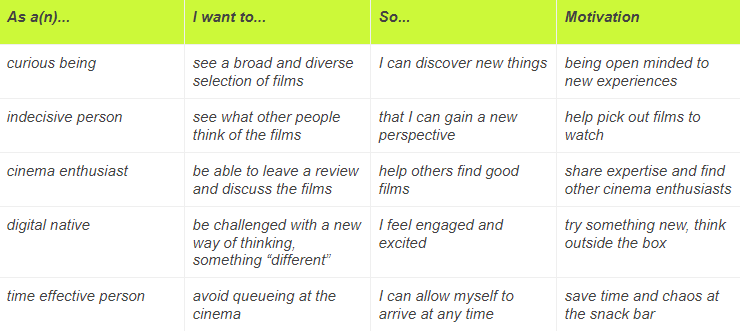 As a(n)... I want to... So... Motivation
curious being
see a broad and diverse
selection of films
I can discover new things
being open minded to
new experiences
indecisive person
see what other people
think of the films
that I can gain a new
perspective
help pick out films to
watch
cinema enthusiast
be able to leave a review
and discuss the films
help others find good
films
share expertise and find
other cinema enthusiasts
digital native
be challenged with a new
way of thinking,
something “different”
I feel engaged and
excited
try something new, think
outside the box
time effective person
avoid queueing at the
cinema
I can allow myself to
arrive at any time
save time and chaos at
the snack bar